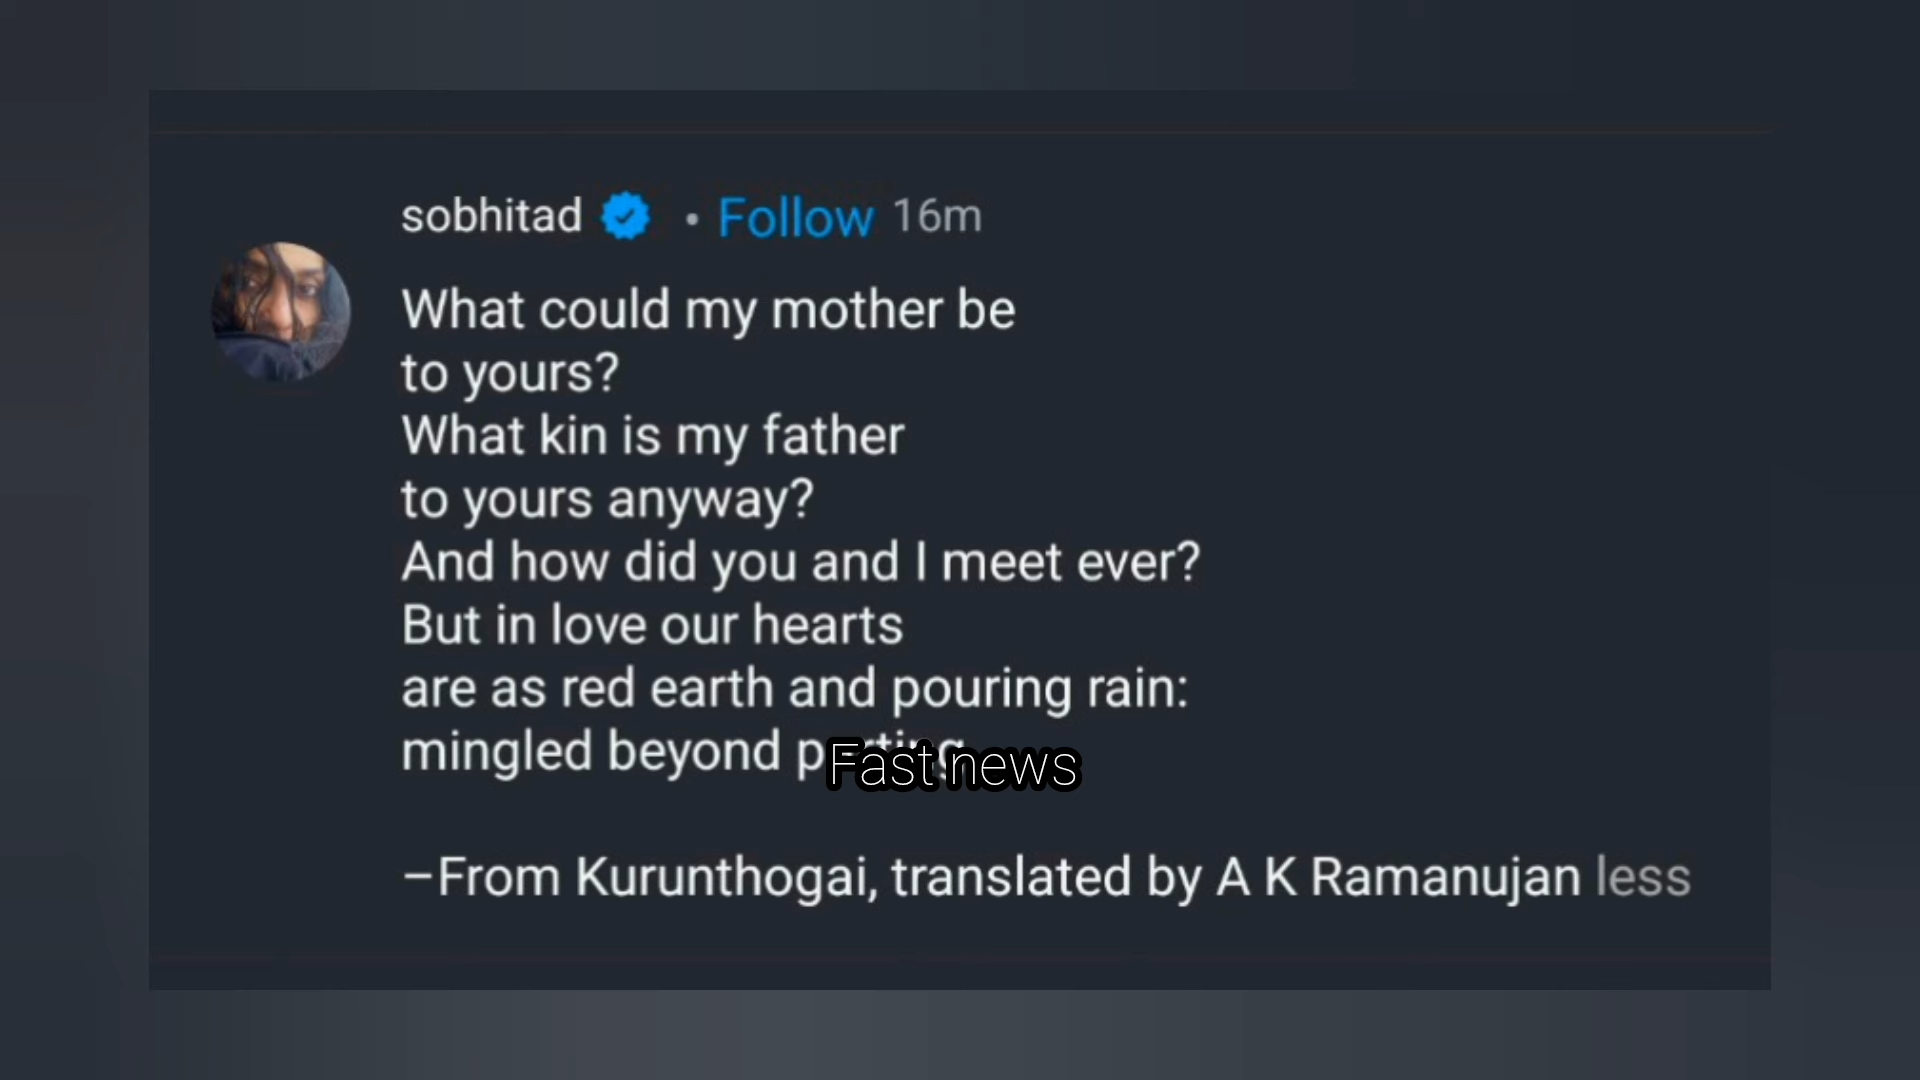 sobhitad • Follow 16m
What could my mother be
to yours?
What kin is my father
to yours anyway?
And how did you and I meet ever?
But in love our hearts
are as red earth and pouring rain:
mingled beyond parting
Fast news
–From Kurunthogai, translated by A K Ramanujan less